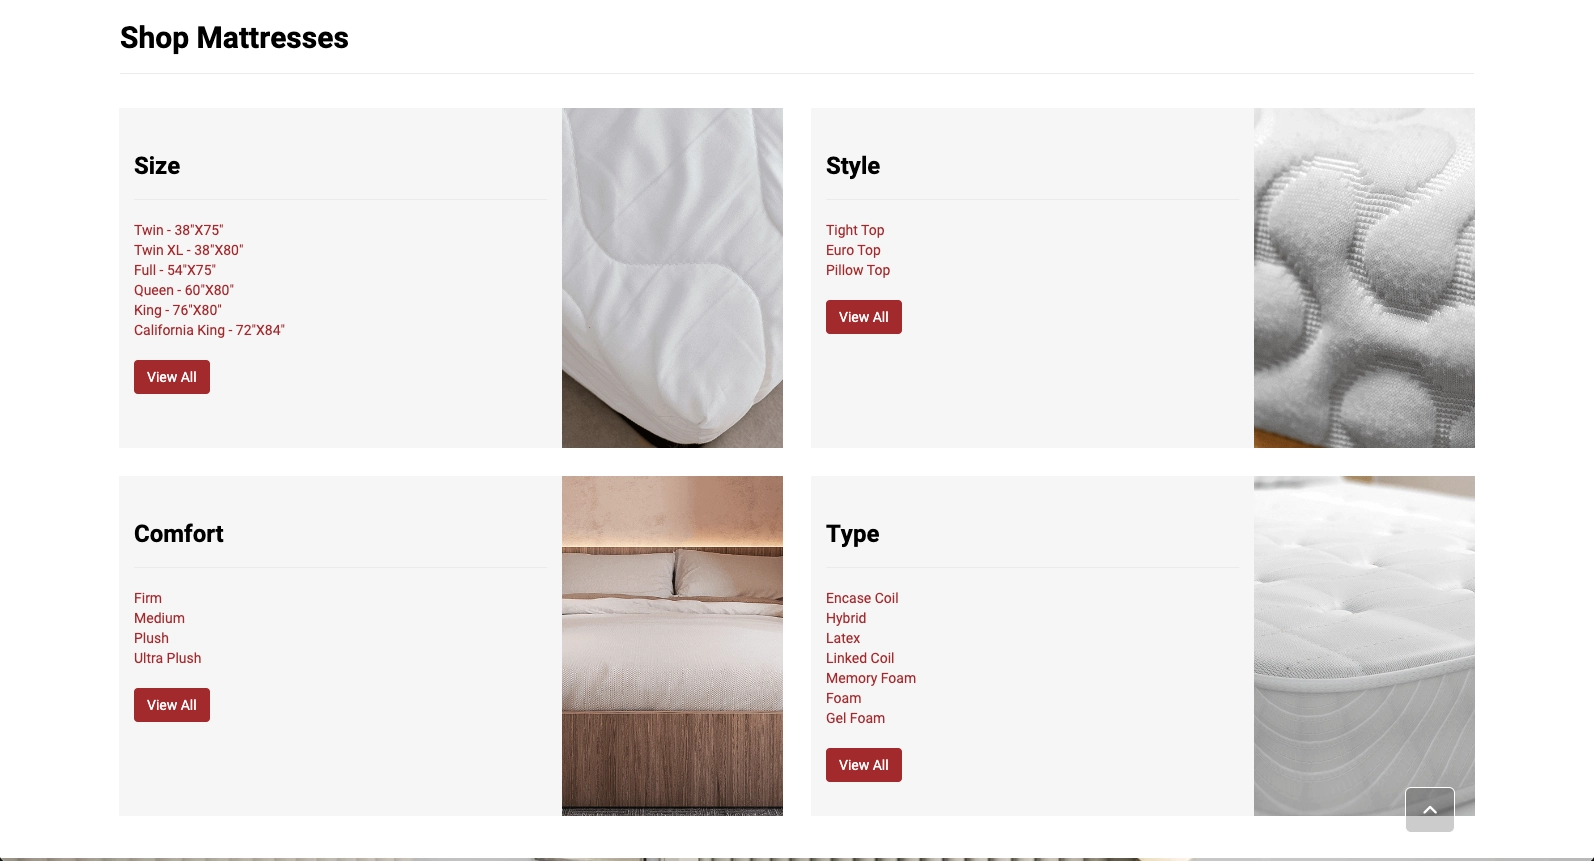 Shop Mattresses
Size
Twin - 38"X75"
Twin XL - 38"X80"
Full - 54"X75"
Queen - 60"X80"
King - 76"X80"
California King - 72"X84"
View All
Style
Tight Top
Euro Top
Pillow Top
View All
Comfort
Firm
Medium
Plush
Ultra Plush
View All
Type
Encase Coil
Hybrid
Latex
Linked Coil
Memory Foam
Foam
Gel Foam
View All